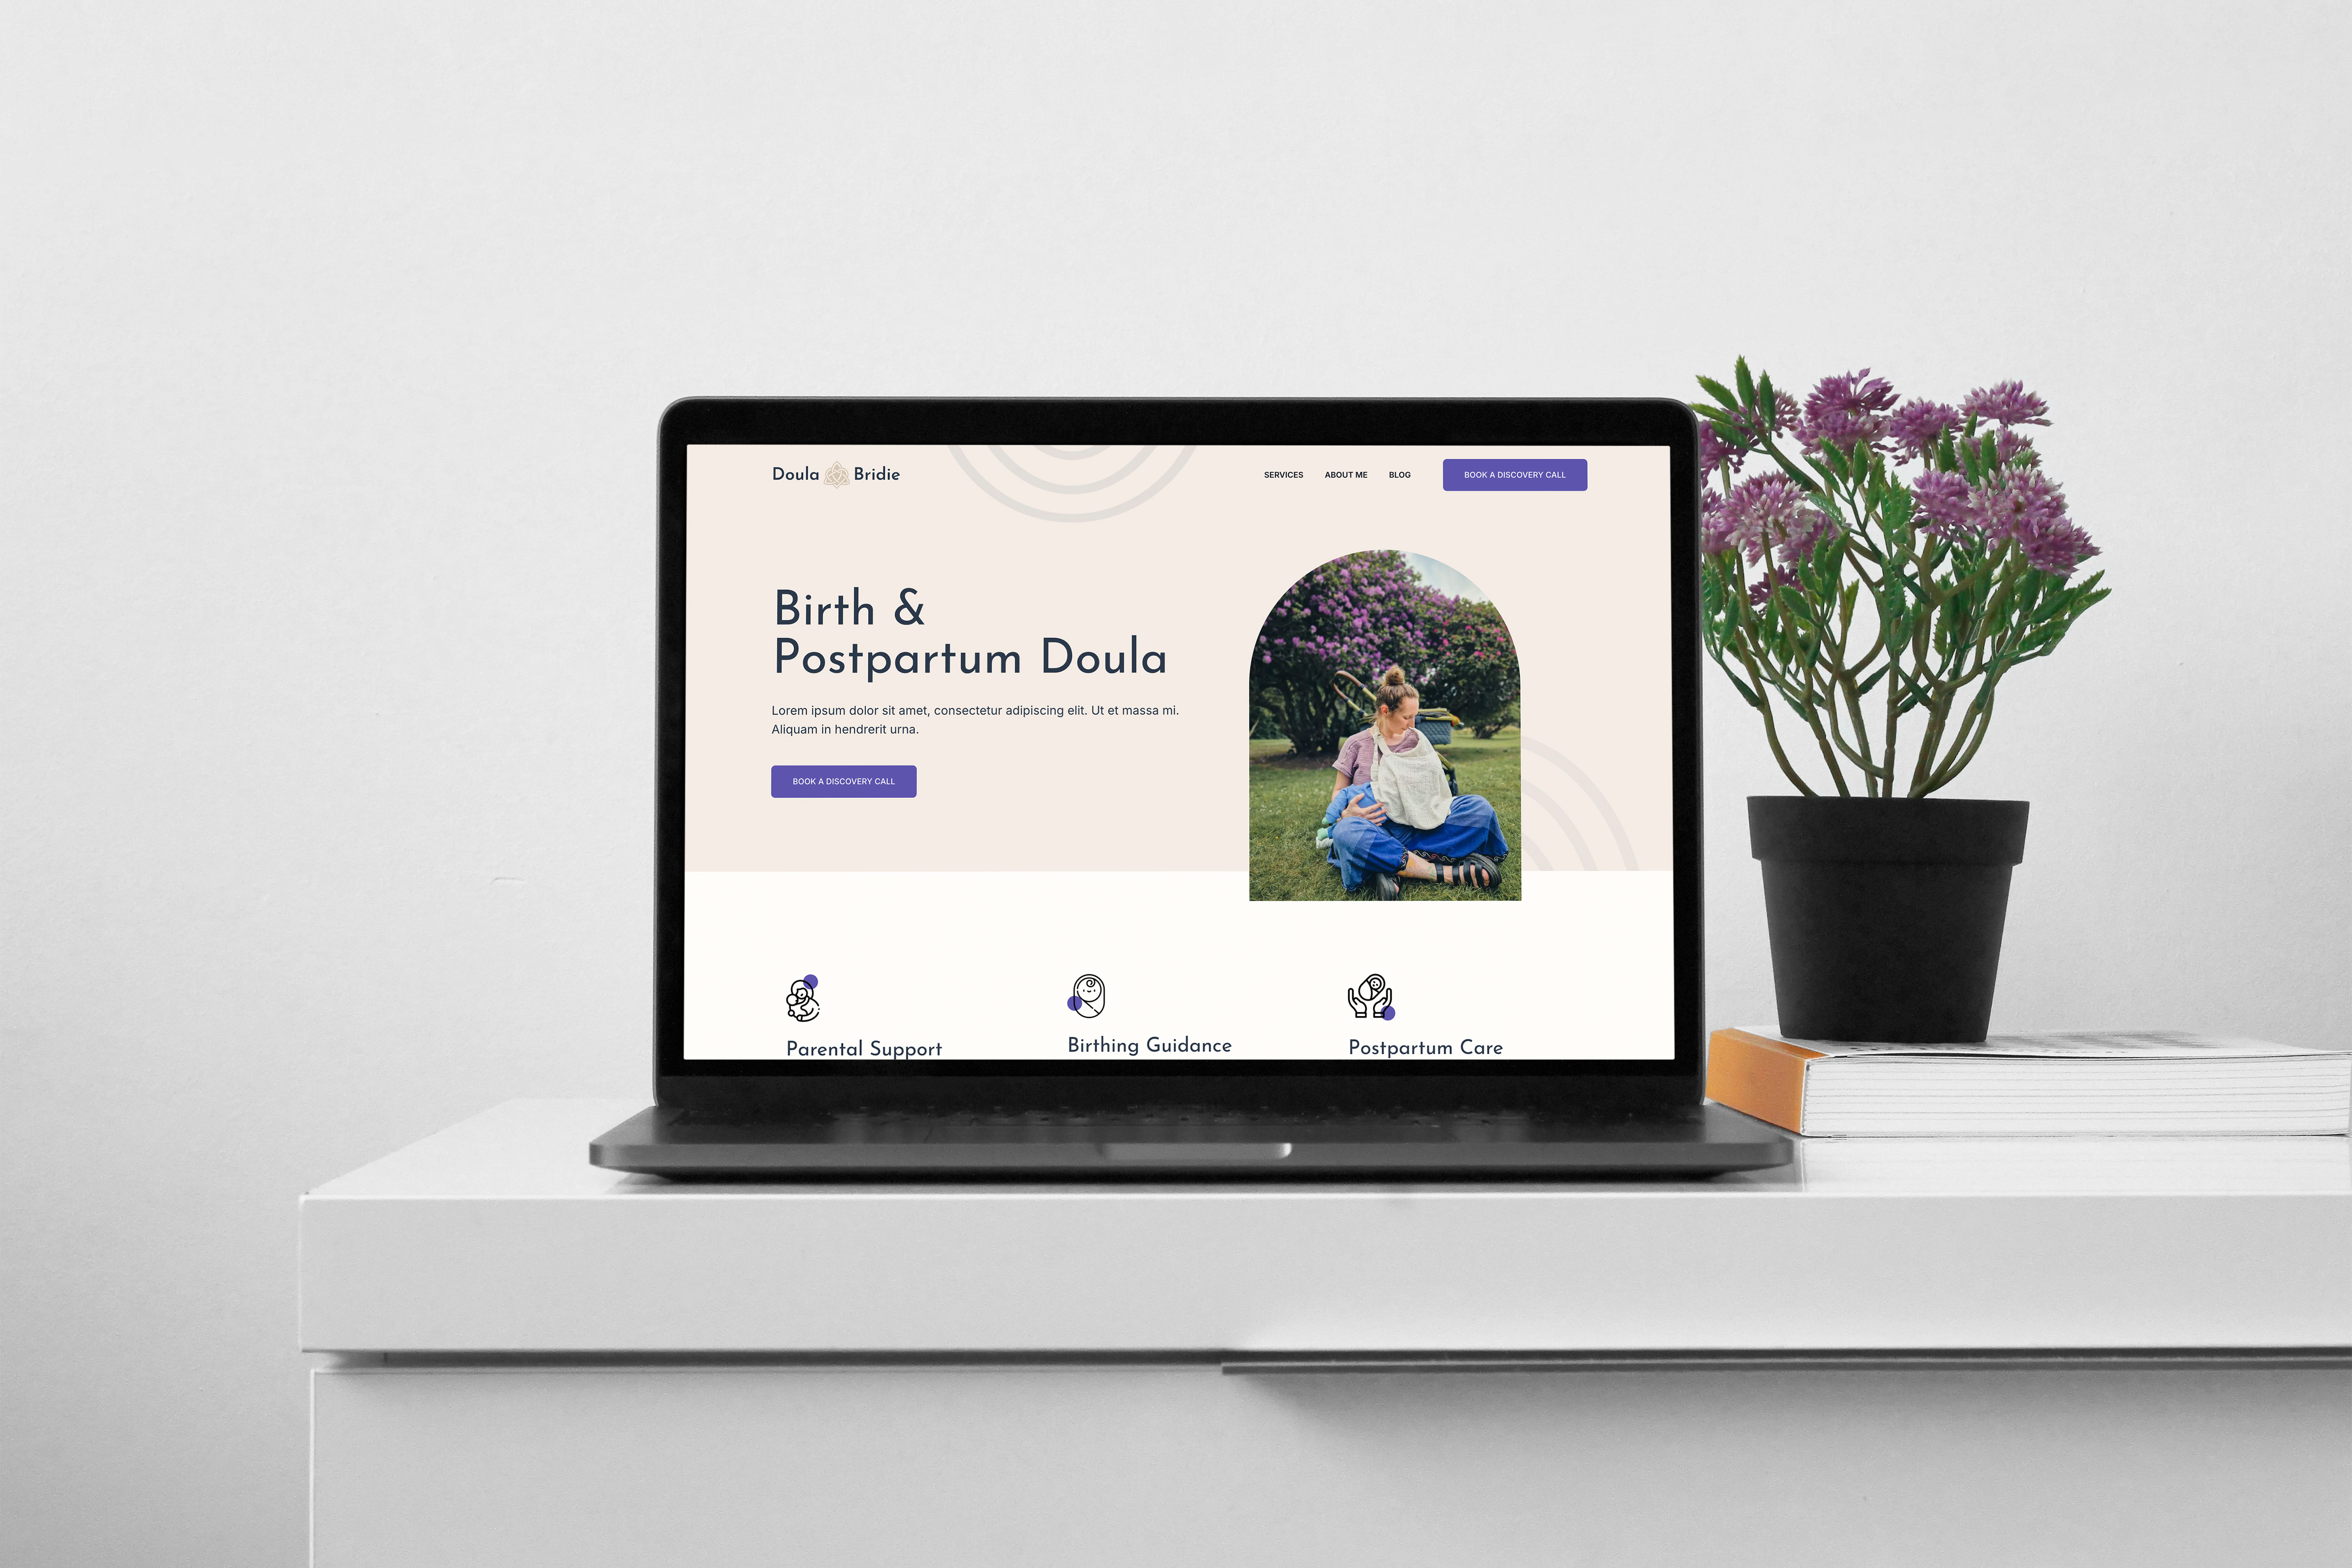 Doula Bridie
SERVICES ABOUT ME BLOG BOOK A DISCOVERY CALL
Birth &
Postpartum Doula
Lorem ipsum dolor sit amet, consectetur adipiscing elit. Ut et massa mi.
Aliquam in hendrerit urna.
BOOK A DISCOVERY CALL
Parental Support
Birthing Guidance
Postpartum Care